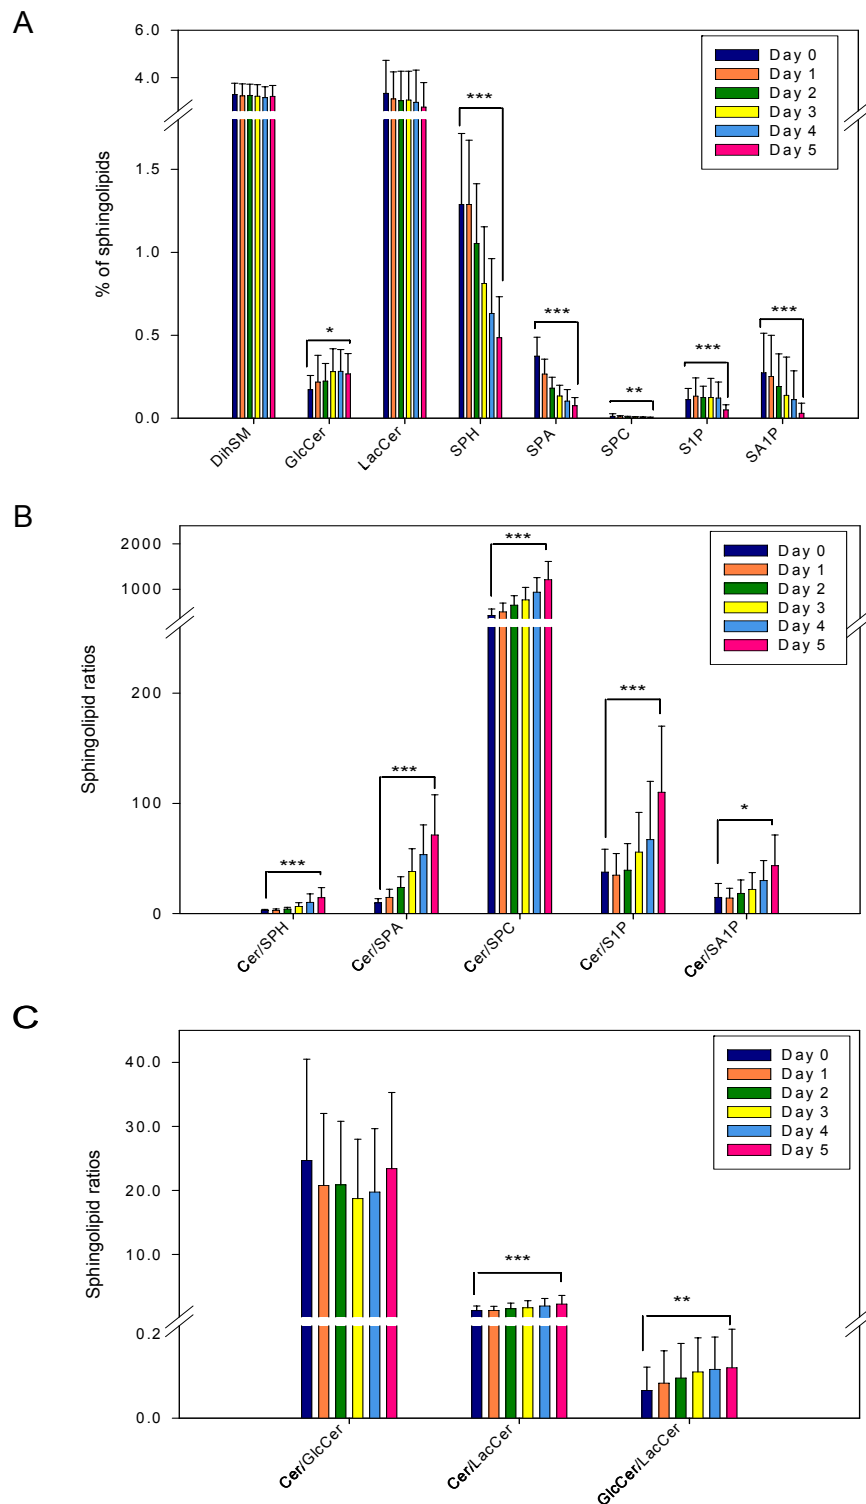 A
6.0
4.0
1.5
1.0
0.5
0.0
% of sphingolipids
Day 0
Day 1
Day 2
Day 3
Day 4
Day 5
*
***
***
**
***
***
DihSM
GlcCer
LacCer
SPH
SPA
SPC
S1P
SA1P
B
2000
1000
200
100
0
Sphingolipid ratios
Day 0
Day 1
Day 2
Day 3
Day 4
Day 5
***
***
***
***
*
Cer/SPH
Cer/SPA
Cer/SPC
Cer/S1P
Cer/SA1P
C
40.0
30.0
20.0
10.0
0.2
0.0
Sphingolipid ratios
Day 0
Day 1
Day 2
Day 3
Day 4
Day 5
***
**
Cer/GlcCer
Cer/LacCer
GlcCer/LacCer